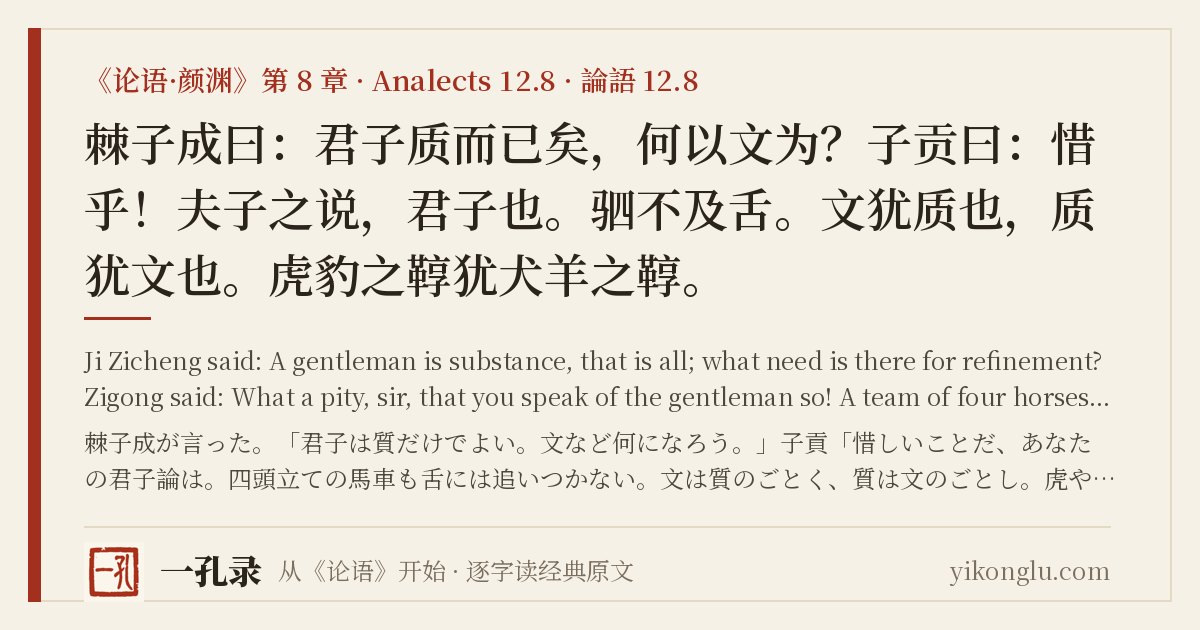 《论语·颜渊》第 8 章 · Analects 12.8 · 論語 12.8
棘子成曰：君子质而已矣，何以文为？子贡曰：惜
乎！夫子之说，君子也。驷不及舌。文犹质也，质
犹文也。虎豹之鞟犹犬羊之鞟。
Ji Zicheng said: A gentleman is substance, that is all; what need is there for refinement?
Zigong said: What a pity, sir, that you speak of the gentleman so! A team of four horses...
棘子成が言った。「君子は質だけでよい。文など何になろう。」子貢「惜しいことだ、あなた
の君子論は。四頭立ての馬車も舌には追いつかない。文は質のごとく、質は文のごとし。虎や…
一孔
一孔录 从《论语》开始 · 逐字读经典原文 yikonglu.com